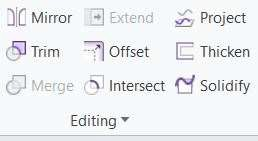 Mirror Extend Project
Trim Offset Thicken
Merge Intersect Solidify
Editing